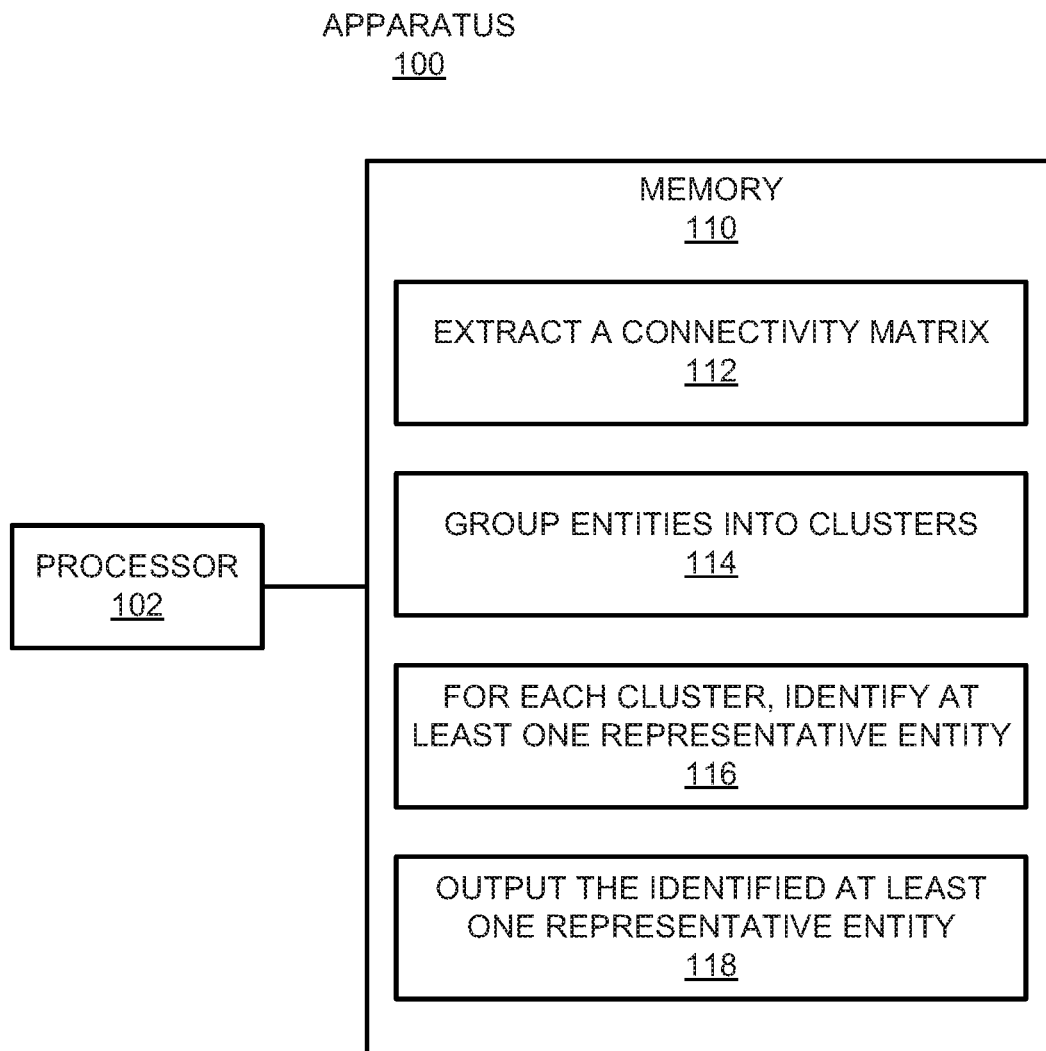 APPARATUS
100
MEMORY
110
EXTRACT A CONNECTIVITY MATRIX
112
GROUP ENTITIES INTO CLUSTERS
114
PROCESSOR
102
FOR EACH CLUSTER, IDENTIFY AT
LEAST ONE REPRESENTATIVE ENTITY
116
OUTPUT THE IDENTIFIED AT LEAST
ONE REPRESENTATIVE ENTITY
118